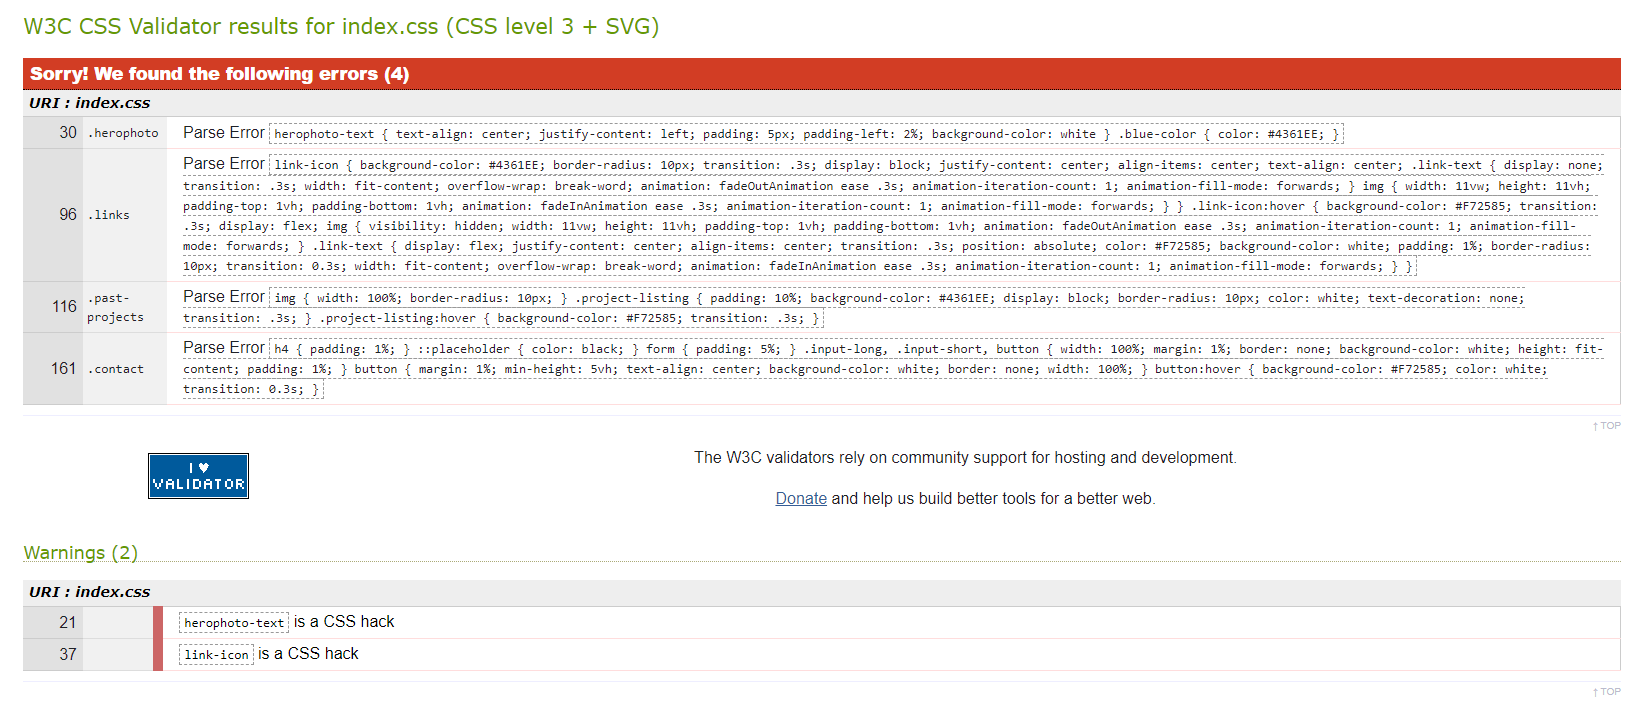 W3C CSS Validator results for index.css (CSS level 3 + SVG)
Sorry! We found the following errors (4)
URI : index.css
30 .herophoto Parse Error herophoto-text { text-align: center; justify-content: left; padding: 5px; padding-left: 2%; background-color: white } .blue-color { color: #4361EE; }
Parse Error link-icon { background-color: #4361EE; border-radius: 10px; transition: .3s; display: block; justify-content: center; align-items: center; text-align: center; .link-text { display: none;
transition: .3s; width: fit-content; overflow-wrap: break-word; animation: fadeOutAnimation ease .3s; animation-iteration-count: 1; animation-fill-mode: forwards; } img { width: 11vw; height: 11vh;
padding-top: 1vh; padding-bottom: 1vh; animation: fadeInAnimation ease .3s; animation-iteration-count: 1; animation-fill-mode: forwards; } } .link-icon:hover { background-color: #F72585; transition:
96 .links
.3s; display: flex; img { visibility: hidden; width: 11vw; height: 11vh; padding-top: 1vh; padding-bottom: 1vh; animation: fadeOutAnimation ease .3s; animation-iteration-count: 1; animation-fill-
mode: forwards; } .link-text { display: flex; justify-content: center; align-items: center; transition: .3s; position: absolute; color: #F72585; background-color: white; padding: 1%; border-radius:
10px; transition: 0.3s; width: fit-content; overflow-wrap: break-word; animation: fadeInAnimation ease .3s; animation-iteration-count: 1; animation-fill-mode: forwards; } }
116 .past-
projects
Parse Error img { width: 100%; border-radius: 10px; } .project-listing { padding: 10%; background-color: #4361EE; display: block; border-radius: 10px; color: white; text-decoration: none;
transition: .3s; } .project-listing:hover { background-color: #F72585; transition: .3s; }
161 .contact
Parse Error h4 { padding: 1%; } ::placeholder { color: black; } form { padding: 5%; } .input-long, .input-short, button { width: 100%; margin: 1%; border: none; background-color: white; height: fit-
content; padding: 1%; } button { margin: 1%; min-height: 5vh; text-align: center; background-color: white; border: none; width: 100%; } button:hover { background-color: #F72585; color: white;
transition: 0.3s; }
↑ TOP
I ♥
VALIDATOR
The W3C validators rely on community support for hosting and development.
Donate and help us build better tools for a better web.
Warnings (2)
URI : index.css
21 herophoto-text is a CSS hack
37 link-icon is a CSS hack
↑ TOP